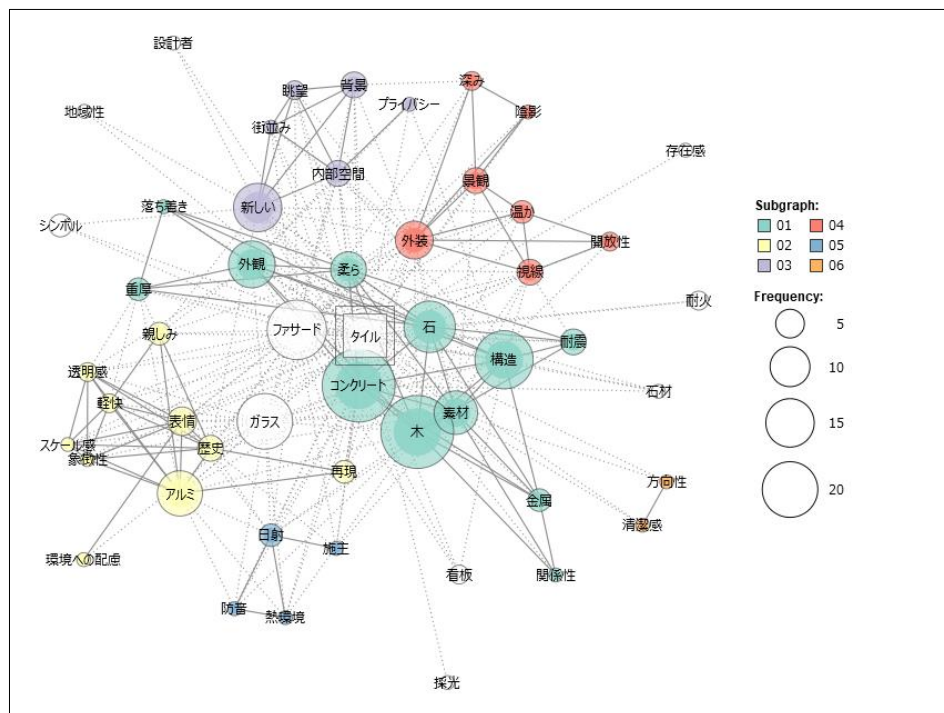 設計者
眺望
背景
深み
地域性
プライバシー
陰影
街並み
内部空間
存在感
景観
落ち着き
新しい
温か
シンボル
外装
開放性
外観
柔ら
視線
重厚
耐火
親しみ
ファサード
タイル
石
耐震
構造
透明感
コンクリート
石材
軽快
表情
ガラス
木
素材
スケール感
象徴性
歴史
再現
アルミ
金属
方向性
清潔感
日射
施主
環境への配慮
看板
関係性
防音
熱環境
採光
Subgraph:
01 04
02 05
03 06
Frequency:
5
10
15
20